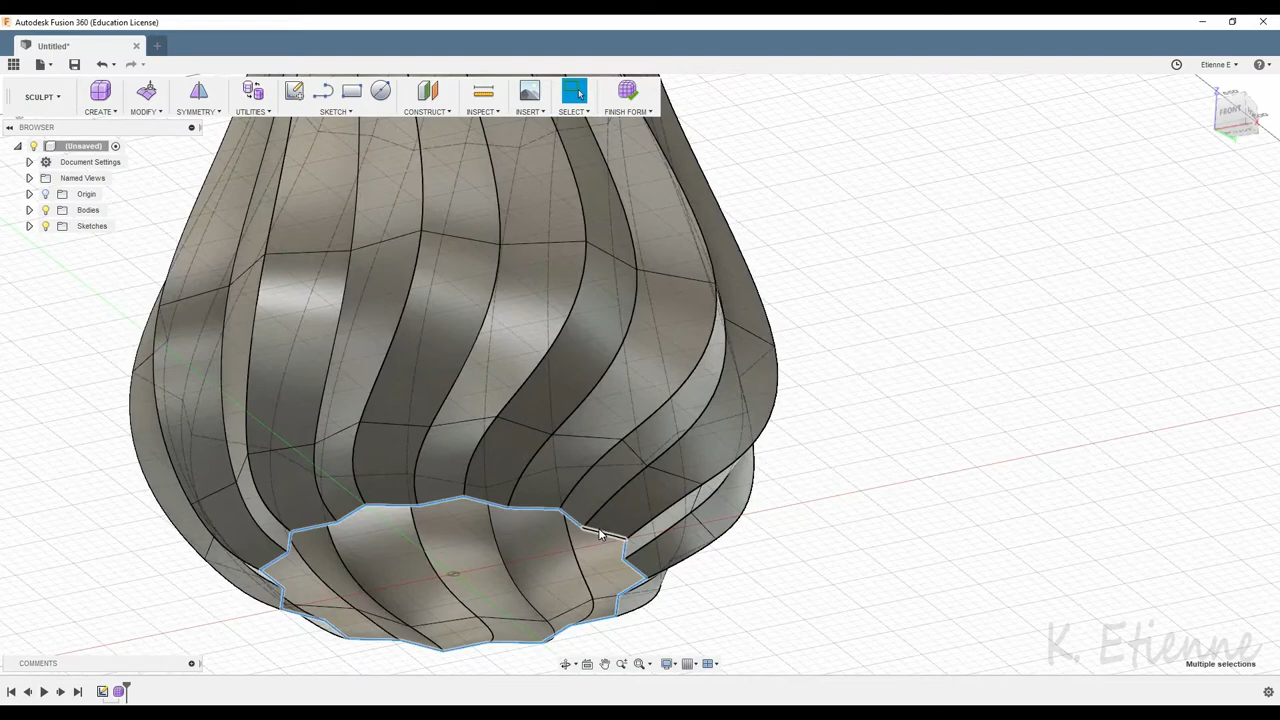 Autodesk Fusion 360 (Education License)
Untitled*
Etienne E
SCULPT
CREATE
MODIFY
SYMMETRY
UTILITIES
SKETCH
CONSTRUCT
INSPECT
INSERT
SELECT
FINISH FORM
BROWSER
(Unsaved)
Document Settings
Named Views
Origin
Bodies
Sketches
FRONT
Z
X
K. Etienne
COMMENTS
Multiple selections